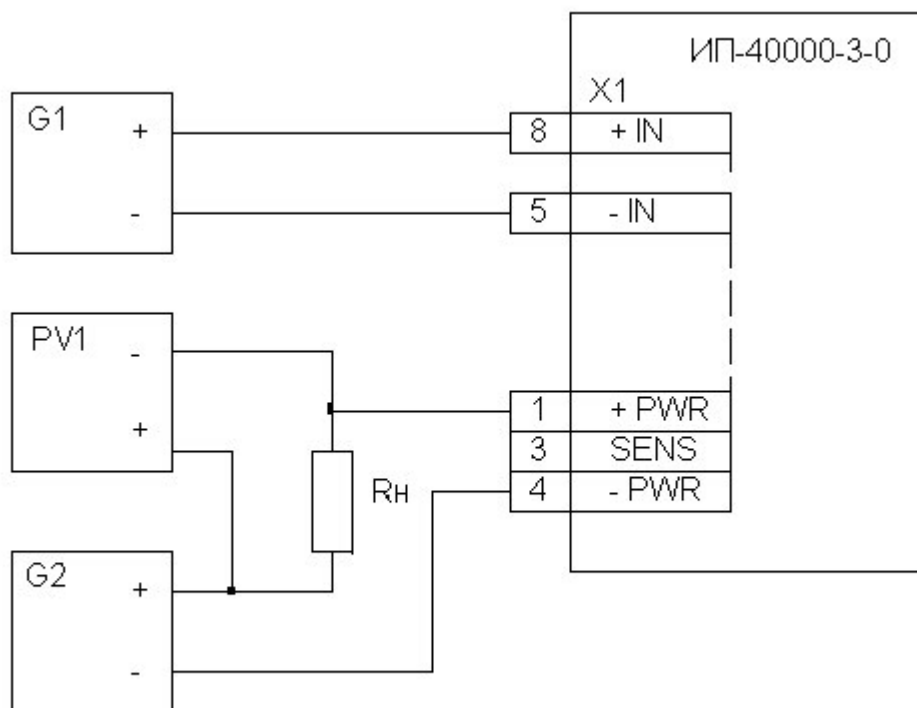 ИП-40000-3-0
X1
G1
+
8
+ IN
-
5
- IN
PV1
-
+
1
+ PWR
3
SENS
4
- PWR
Rн
G2
+
-